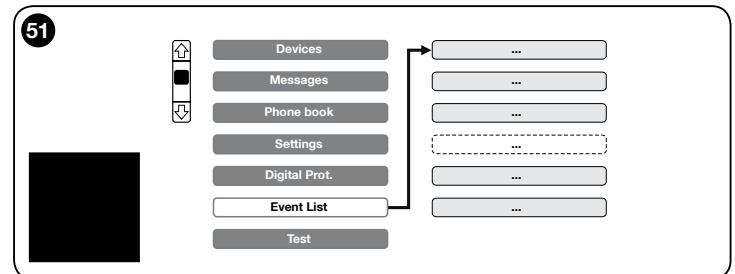 51
Devices ...
Messages ...
Phone book ...
Settings ...
Digital Prot. ...
Event List ...
Test